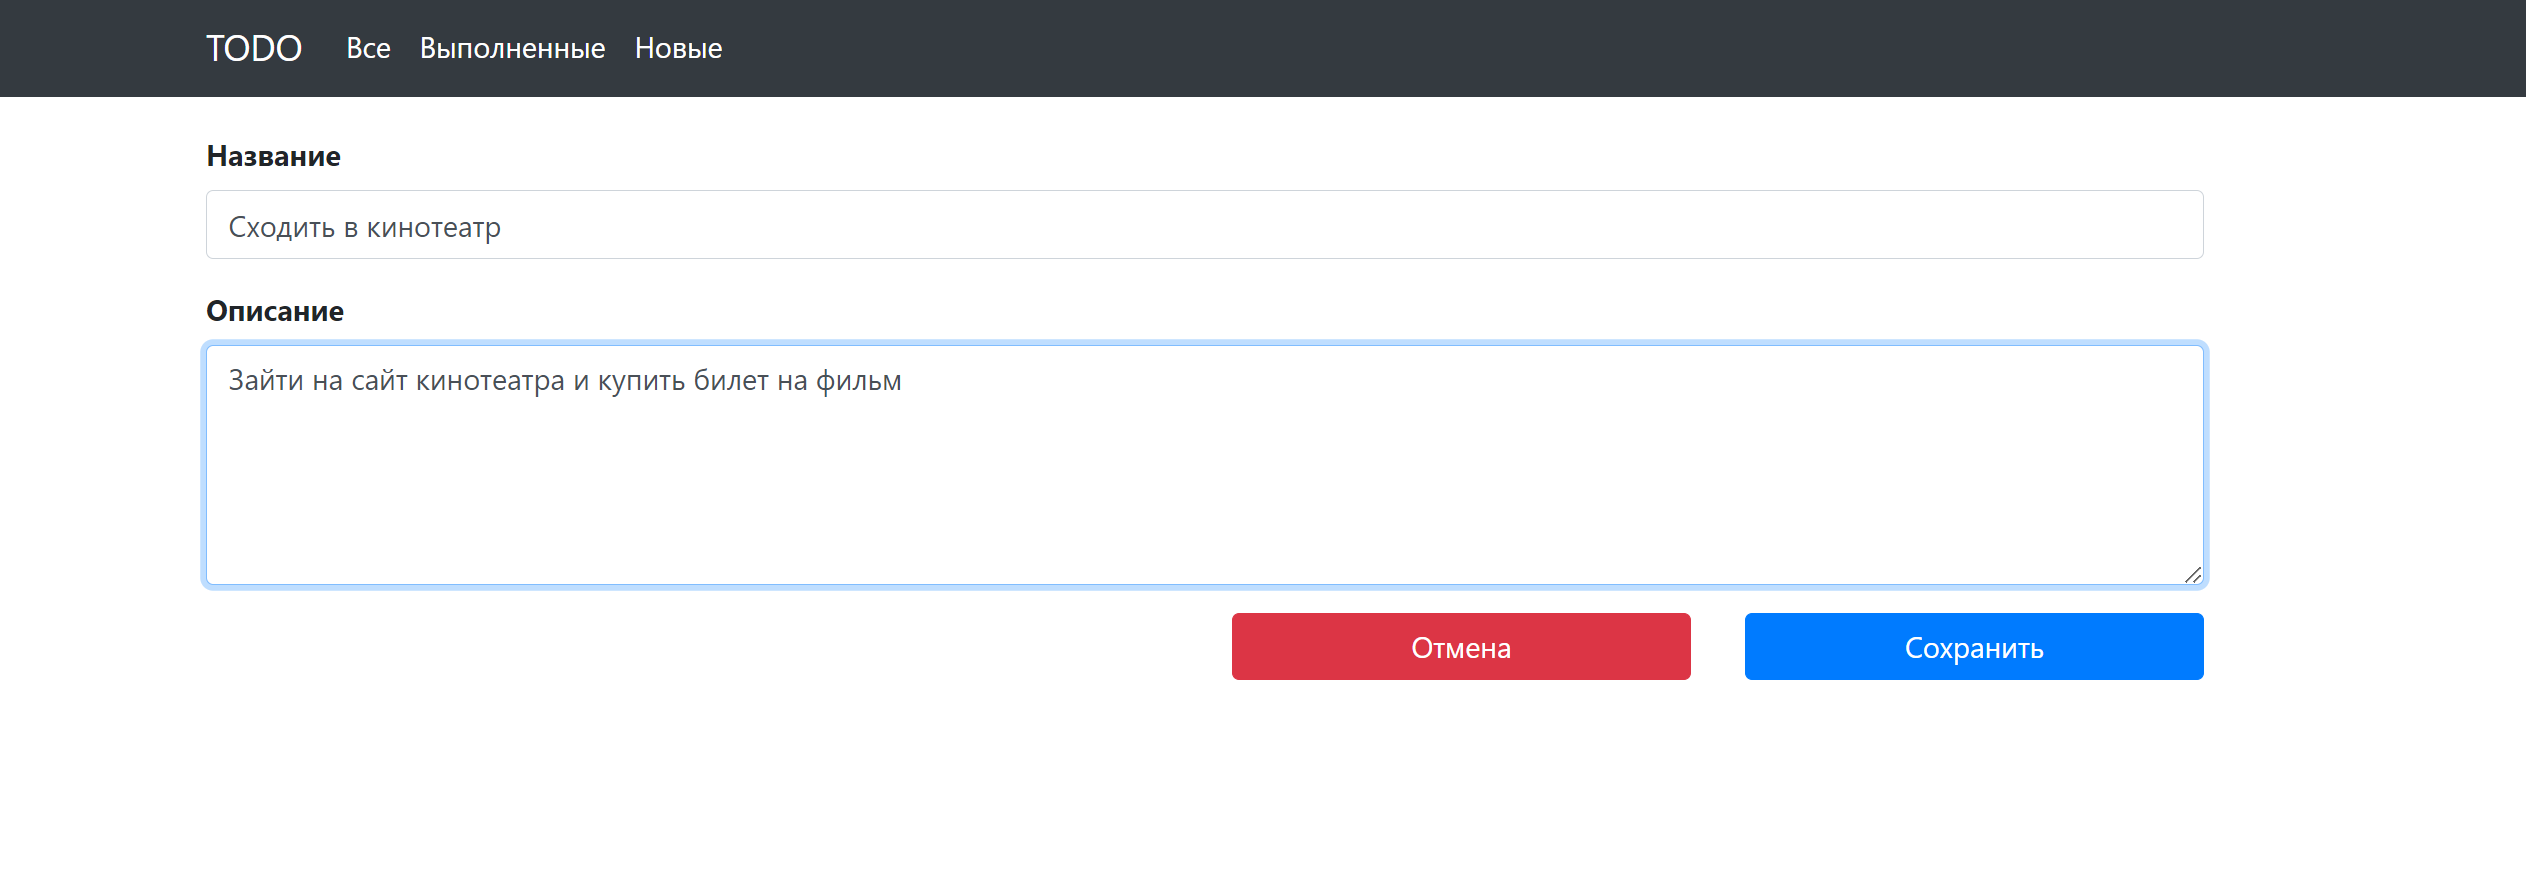 TODO Все Выполненные Новые
Название
Сходить в кинотеатр
Описание
Зайти на сайт кинотеатра и купить билет на фильм
Отмена Сохранить